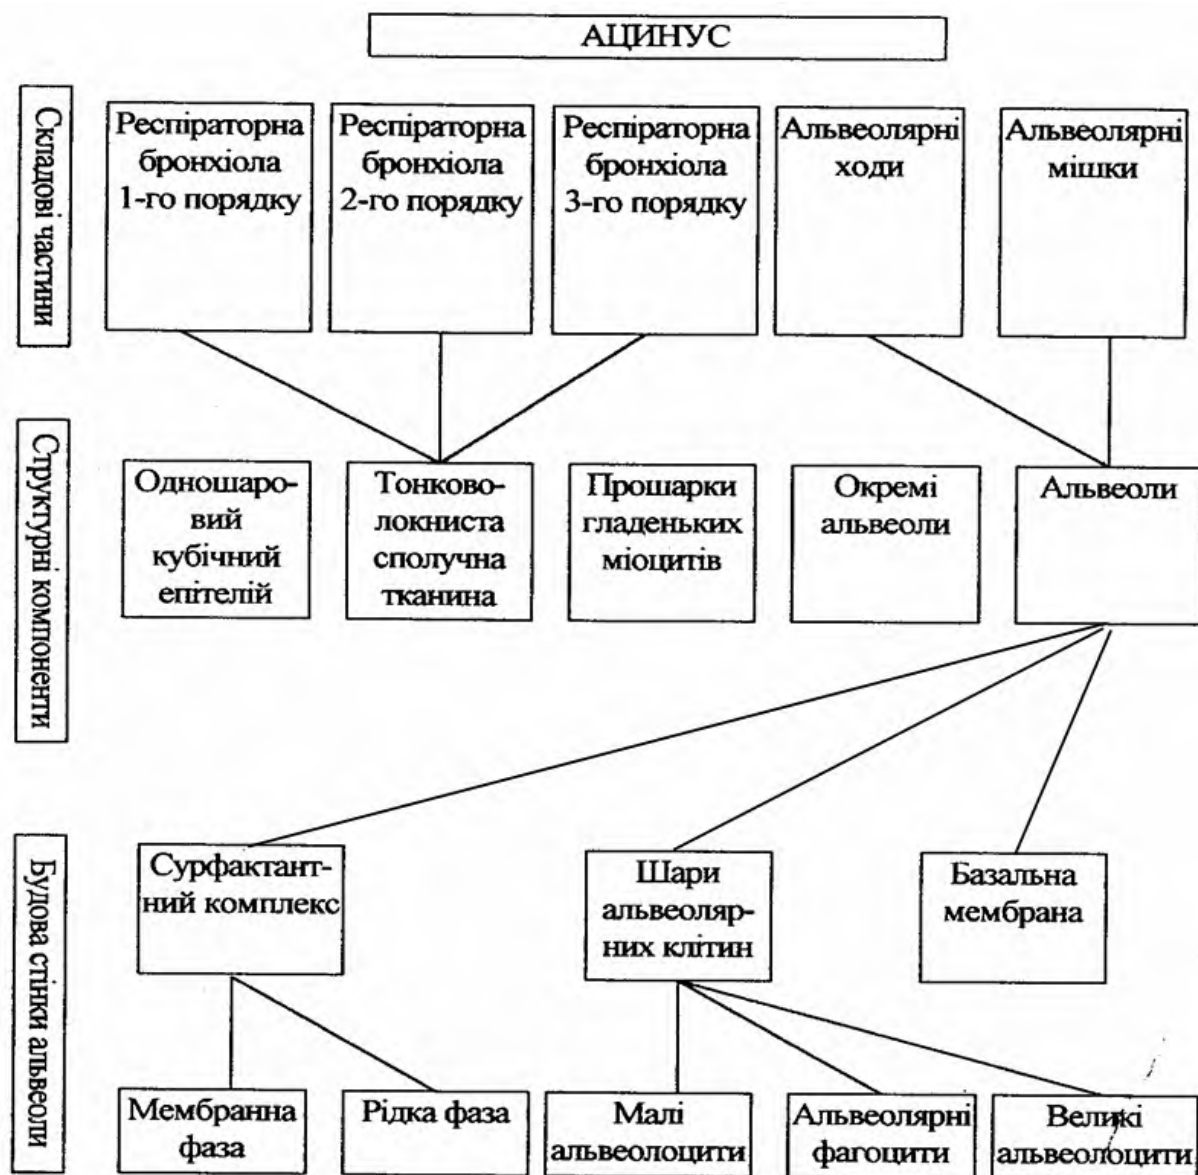 АЦИНУС
Складові частини
Респіраторна
бронхіола
1-го порядку
Респіраторна
бронхіола
2-го порядку
Респіраторна
бронхіола
3-го порядку
Альвеолярні
ходи
Альвеолярні
мішки
Структурні компоненти
Одношаро-
вий
кубічний
епітелій
Тонково-
локниста
сполучна
тканина
Прошарки
гладеньких
міоцитів
Окремі
альвеоли
Альвеоли
Будова стінки альвеоли
Сурфактант-
ний комплекс
Шари
альвеоляр-
них клітин
Базальна
мембрана
Мембранна
фаза
Рідка фаза
Малі
альвеолоцити
Альвеолярні
фагоцити
Великі
альвеолоцити